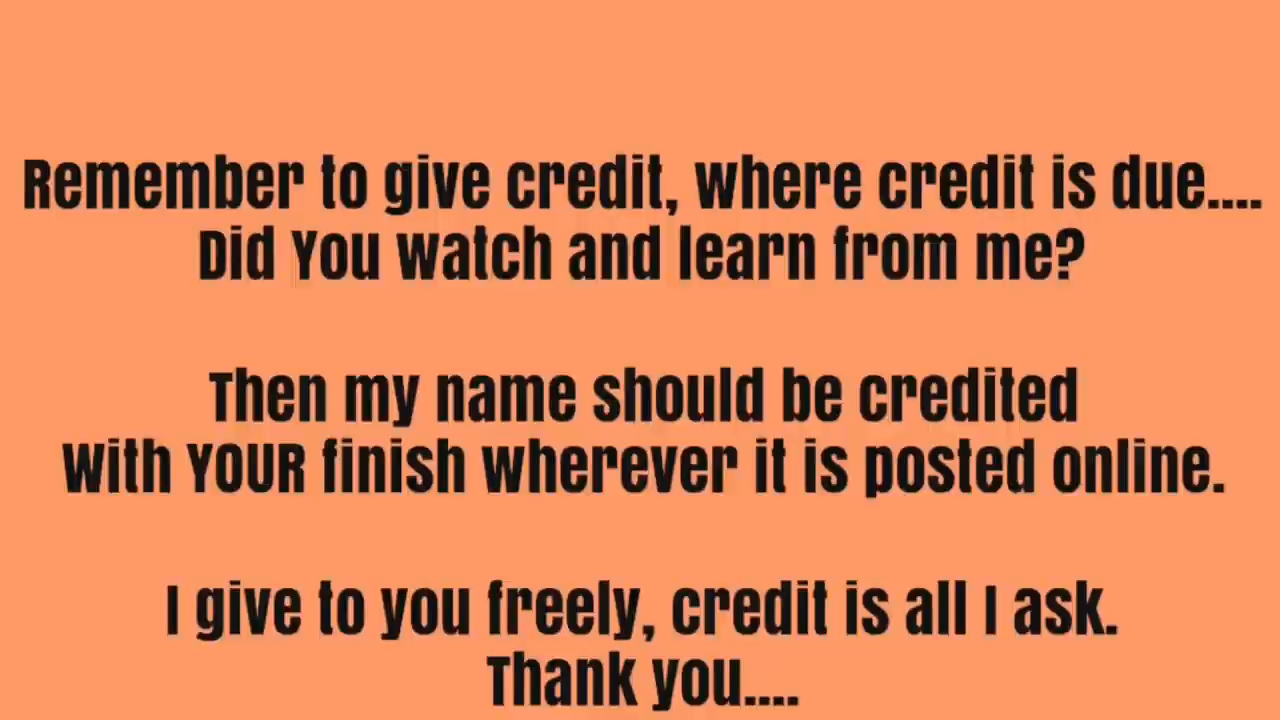 Remember to give credit, where credit is due....
Did You watch and learn from me?
Then my name should be credited
With YOUR finish wherever it is posted online.
I give to you freely, credit is all I ask.
Thank you....